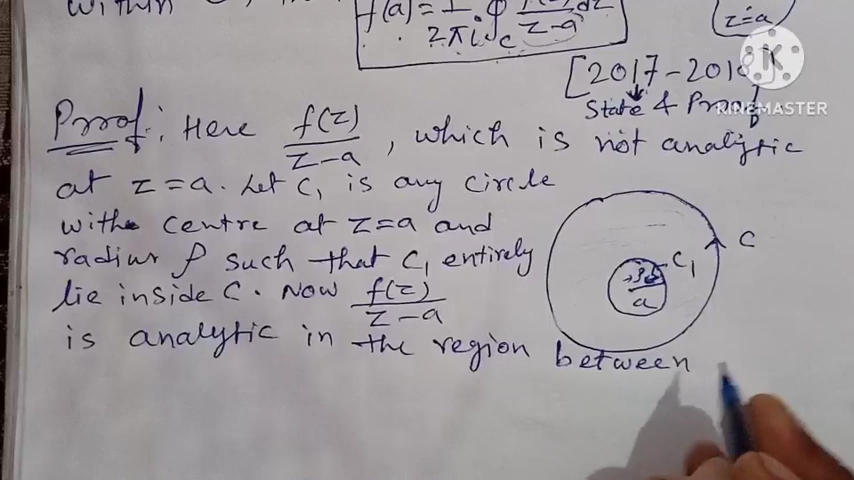 within
f(a) = 1/2πi ∮c f(z)/z-a dz
z=a
[2017-2018]
State & Proof
KINEMASTER
Proof: Here f(z)/z-a, which is not analytic
at z=a. Let C₁ is any circle
with centre at z=a and
radius ρ such that C₁ entirely
lie inside C. Now f(z)/z-a
is analytic in the region between
C
C₁
a